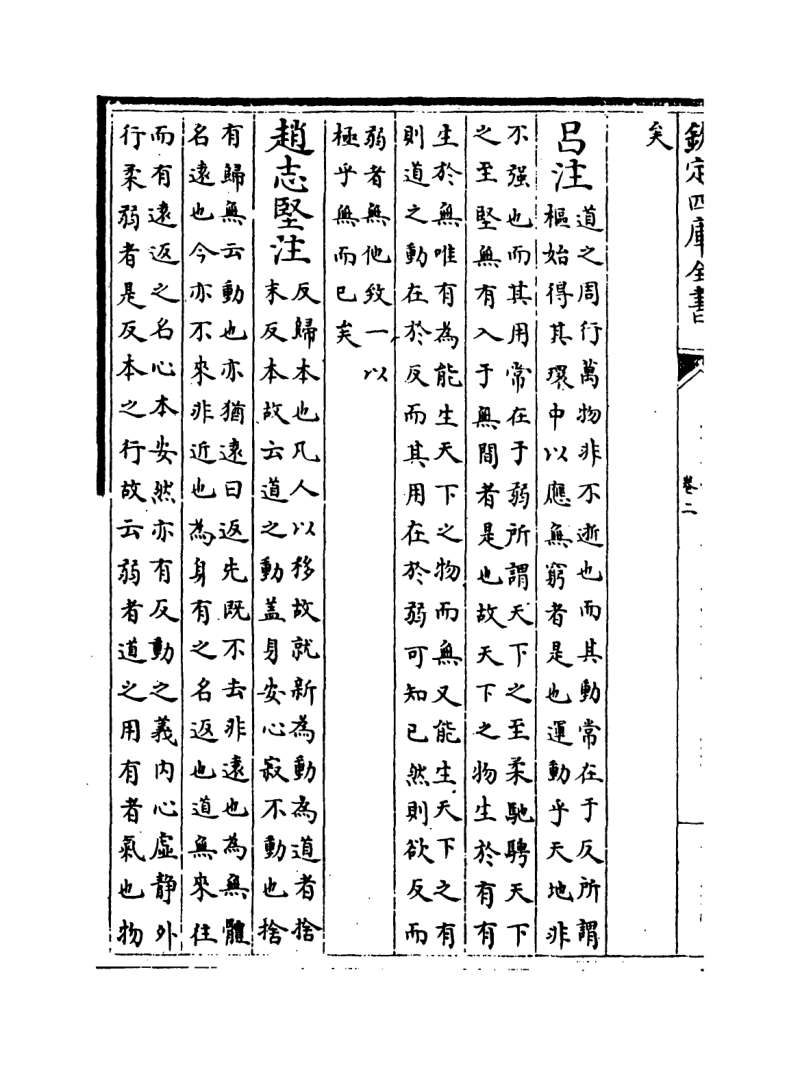 欽定四庫全書
卷二
矣
呂注
道之周行萬物非不逝也而其動常在于反所謂
樞始得其環中以應無窮者是也運動乎天地非
不强也而其用常在于弱所謂天下之至柔馳騁天下
之至堅無有入于無間者是也故天下之物生於有有
生於無唯有為能生天下之物而無又能生天下之有
則道之動在於反而其用在於弱可知已然則欲反而
弱者無他致一以
極乎無而已矣
趙志堅注
反歸本也凡人以移故就新為動為道者捨
末反本故云道之動盖身安心寂不動也捨
有歸無云動也亦猶遠曰返先既不去非遠也為無體
名遠也今亦不來非近也為身有之名返也道無來住
而有遠返之名心本安然亦有反動之義内心虛静外
行柔弱者是反本之行故云弱者道之用有者氣也物